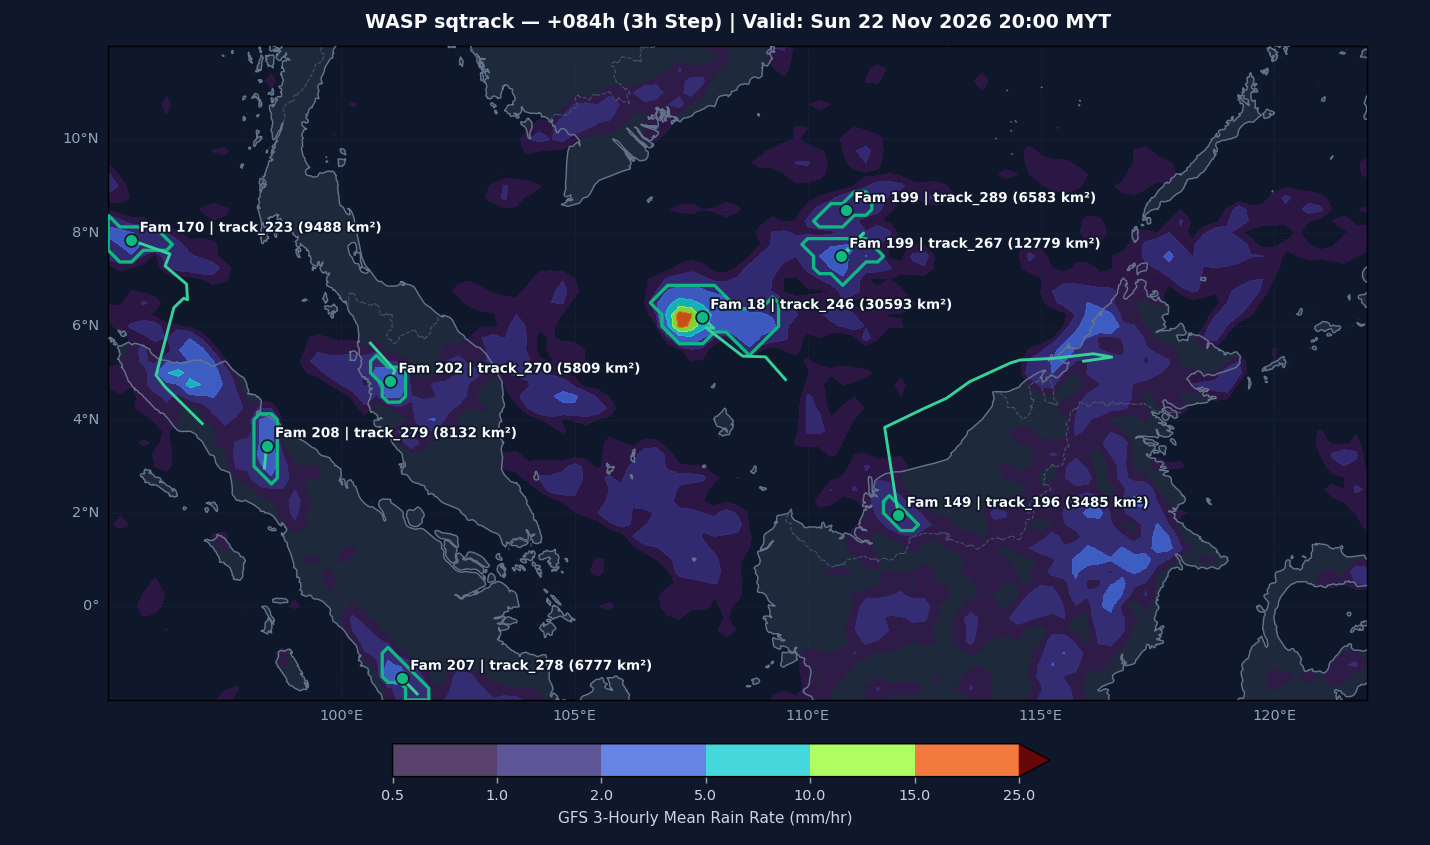 WASP sqtrack — +084h (3h Step) | Valid: Sun 22 Nov 2026 20:00 MYT
10°N
8°N
6°N
4°N
2°N
0°
Fam 199 | track_289 (6583 km²)
Fam 170 | track_223 (9488 km²)
Fam 199 | track_267 (12779 km²)
Fam 18 | track_246 (30593 km²)
Fam 202 | track_270 (5809 km²)
Fam 208 | track_279 (8132 km²)
Fam 149 | track_196 (3485 km²)
Fam 207 | track_278 (6777 km²)
100°E 105°E 110°E 115°E 120°E
0.5 1.0 2.0 5.0 10.0 15.0 25.0
GFS 3-Hourly Mean Rain Rate (mm/hr)